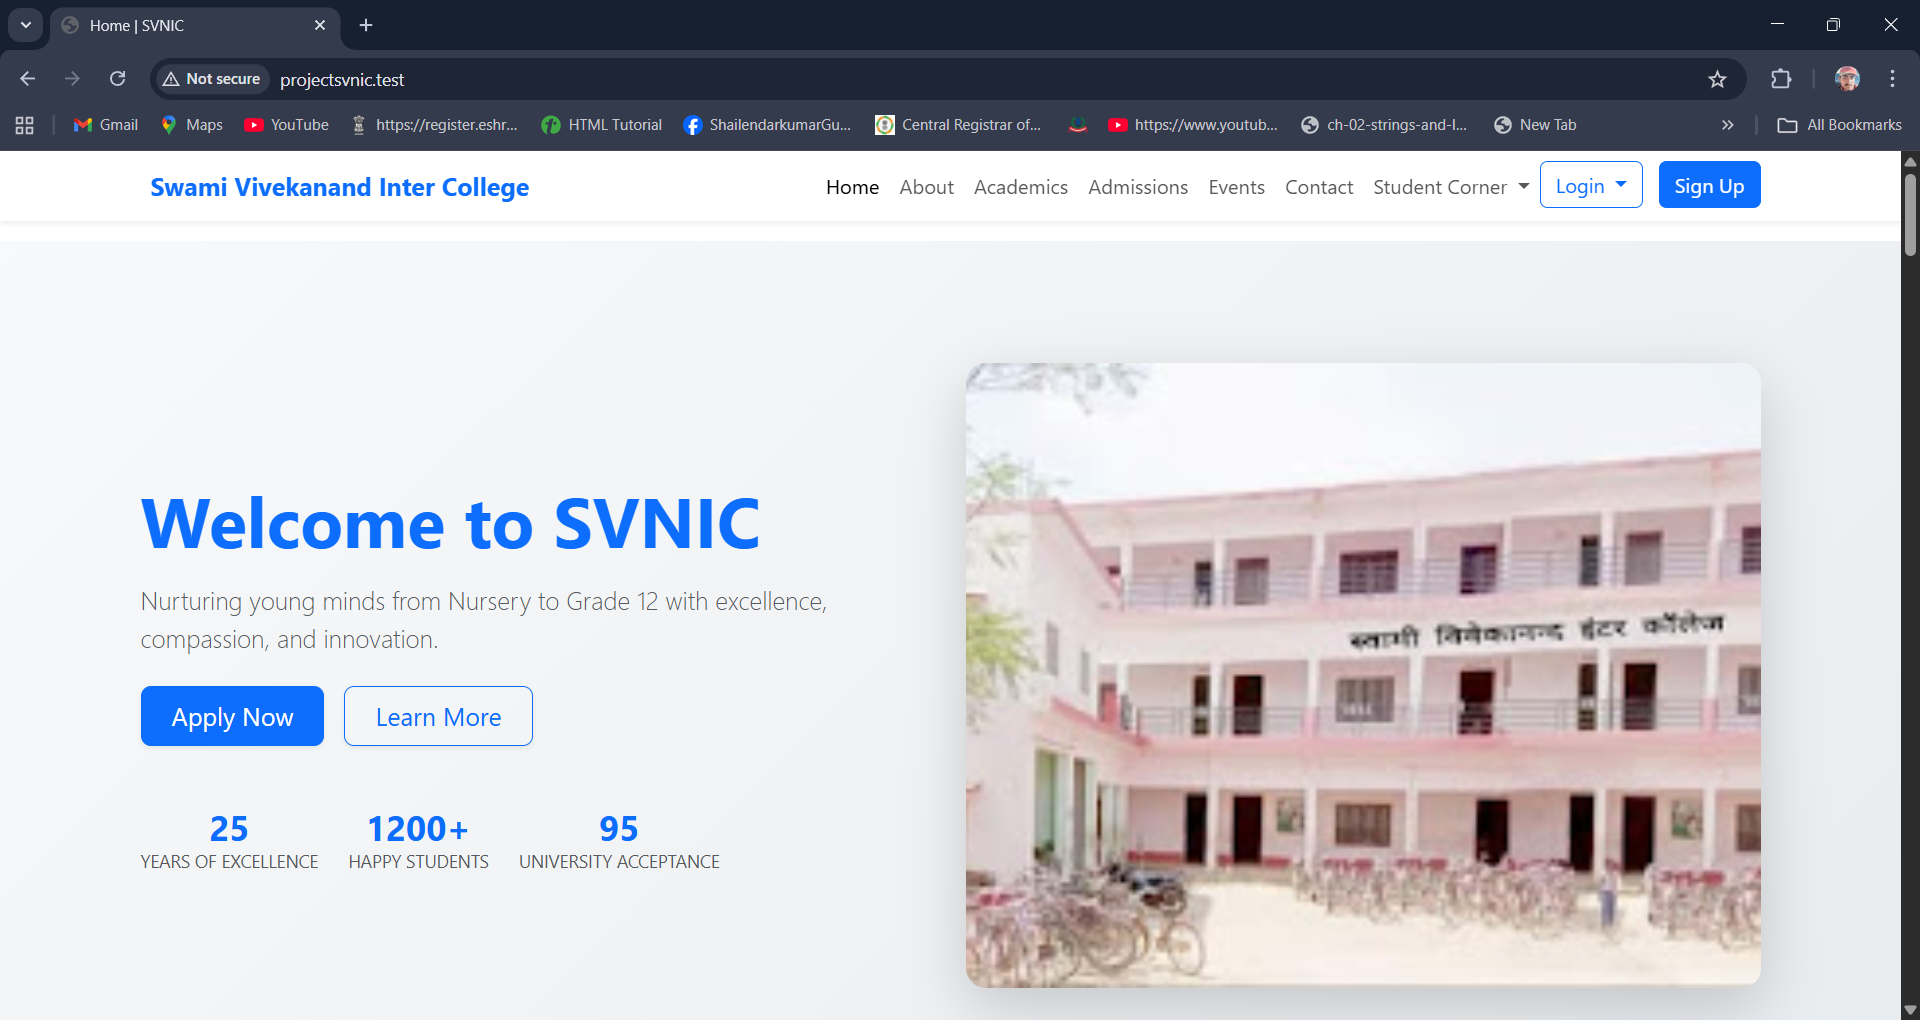 Home | SVNIC
Not secure
projectsvnic.test
Gmail
Maps
YouTube
https://register.eshr...
HTML Tutorial
ShailendarkumarGu...
Central Registrar of...
https://www.youtub...
ch-02-strings-and-l...
New Tab
All Bookmarks
Swami Vivekanand Inter College
Home About Academics Admissions Events Contact Student Corner Login Sign Up
Welcome to SVNIC
Nurturing young minds from Nursery to Grade 12 with excellence,
compassion, and innovation.
Apply Now Learn More
25 1200+ 95
YEARS OF EXCELLENCE HAPPY STUDENTS UNIVERSITY ACCEPTANCE
स्वामी विवेकानन्द इंटर कॉलेज